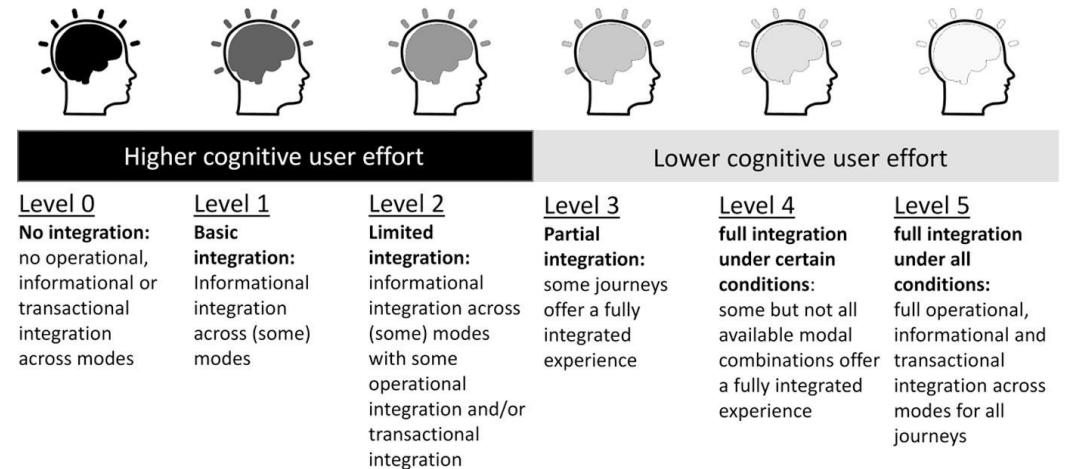 Higher cognitive user effort
Lower cognitive user effort
Level 0
No integration:
no operational,
informational or
transactional
integration
across modes
Level 1
Basic
integration:
Informational
integration
across (some)
modes
Level 2
Limited
integration:
informational
integration across
(some) modes
with some
operational
integration and/or
transactional
integration
Level 3
Partial
integration:
some journeys
offer a fully
integrated
experience
Level 4
full integration
under certain
conditions:
some but not all
available modal
combinations offer
a fully integrated
experience
Level 5
full integration
under all
conditions:
full operational,
informational and
transactional
integration across
modes for all
journeys